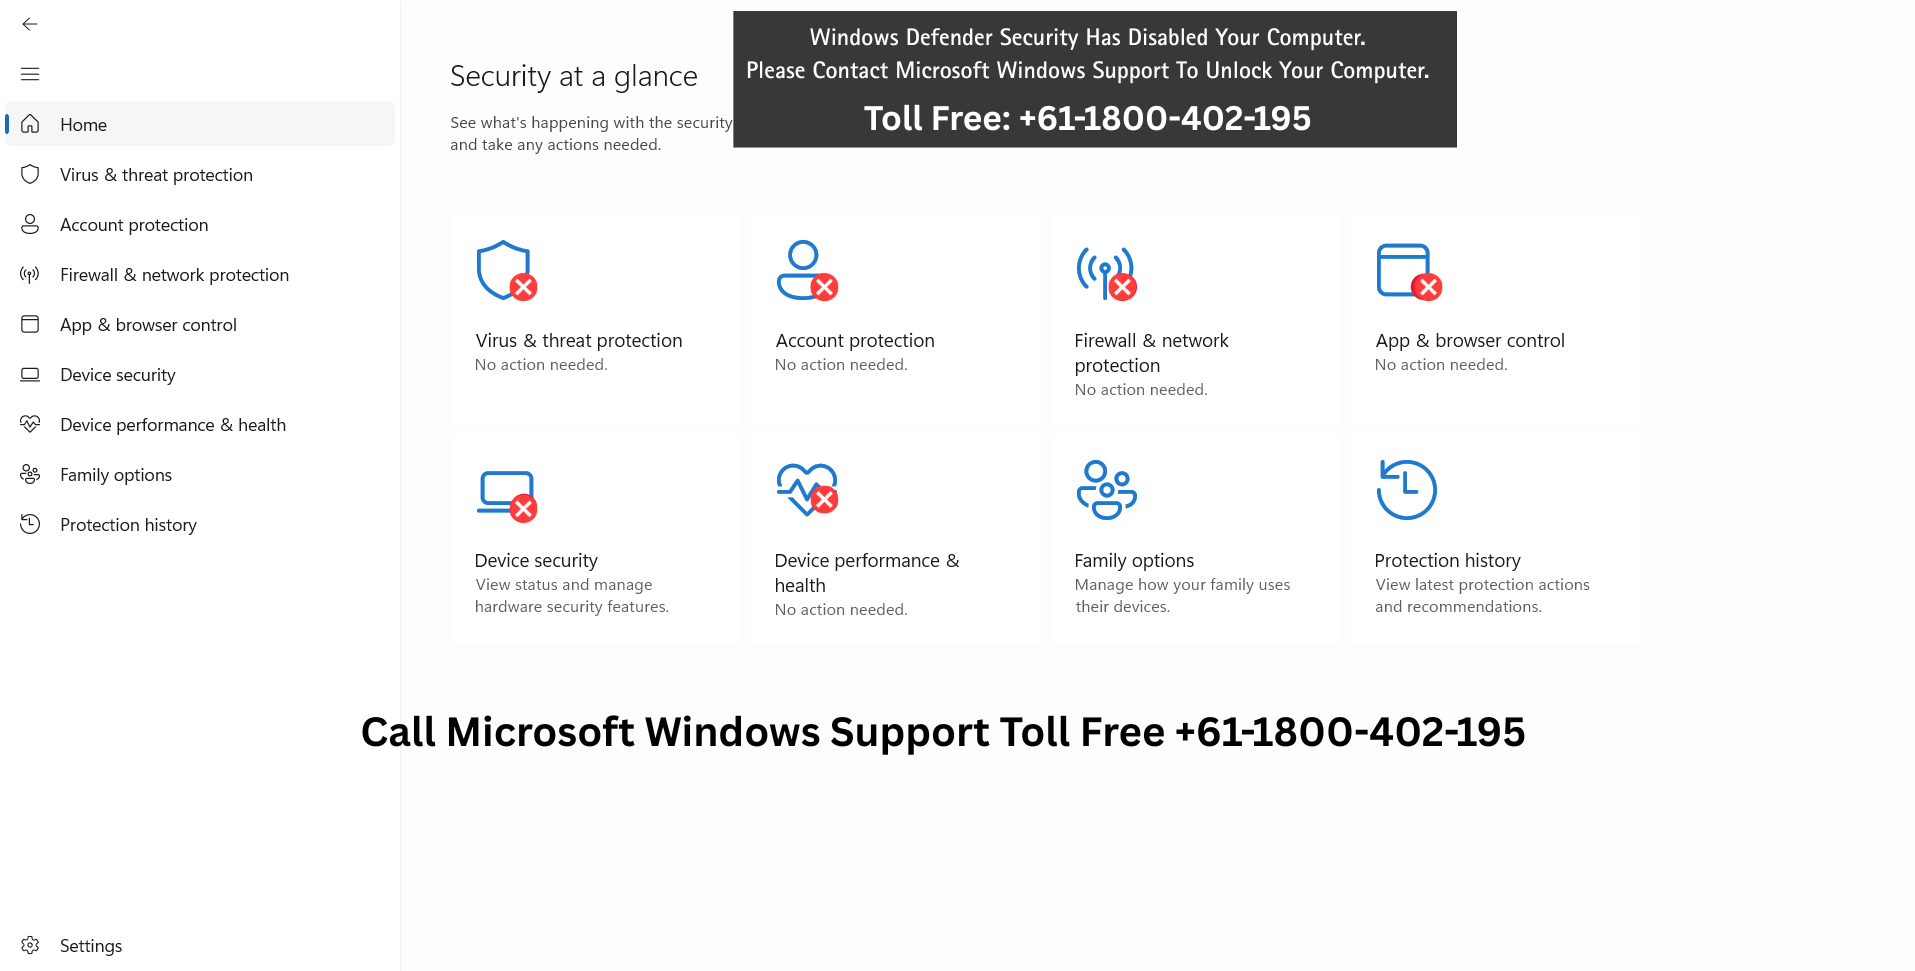 Home
Virus & threat protection
Account protection
Firewall & network protection
App & browser control
Device security
Device performance & health
Family options
Protection history
Settings
Security at a glance
See what's happening with the security
and take any actions needed.
Windows Defender Security Has Disabled Your Computer.
Please Contact Microsoft Windows Support To Unlock Your Computer.
Toll Free: +61-1800-402-195
Virus & threat protection
No action needed.
Account protection
No action needed.
Firewall & network
protection
No action needed.
App & browser control
No action needed.
Device security
View status and manage
hardware security features.
Device performance &
health
No action needed.
Family options
Manage how your family uses
their devices.
Protection history
View latest protection actions
and recommendations.
Call Microsoft Windows Support Toll Free +61-1800-402-195